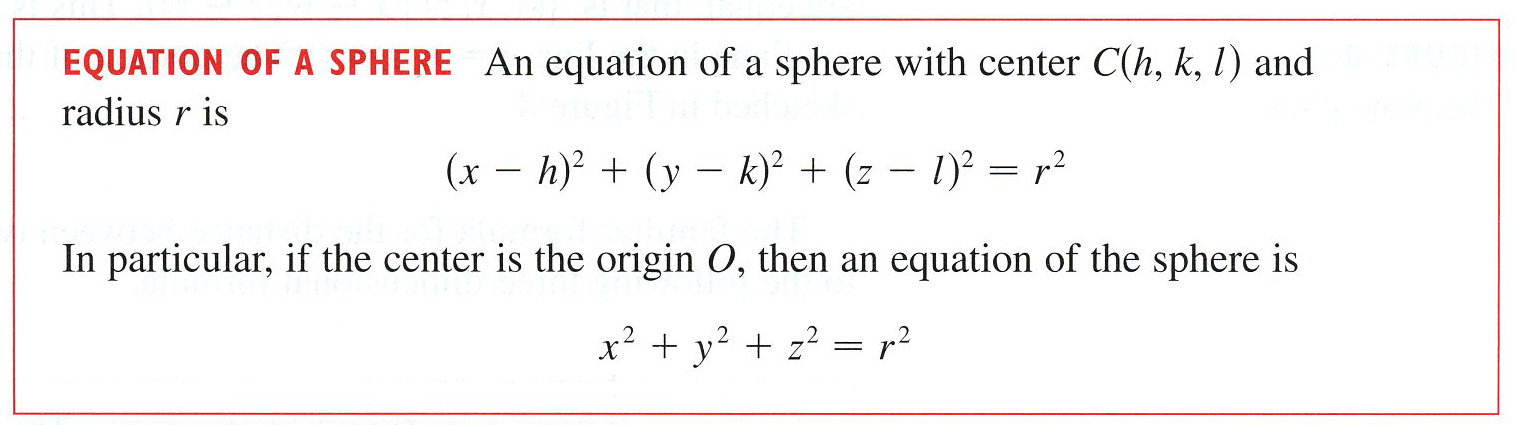 EQUATION OF A SPHERE An equation of a sphere with center C(h, k, l) and
radius r is
(x − h)² + (y − k)² + (z − l)² = r²
In particular, if the center is the origin O, then an equation of the sphere is
x² + y² + z² = r²